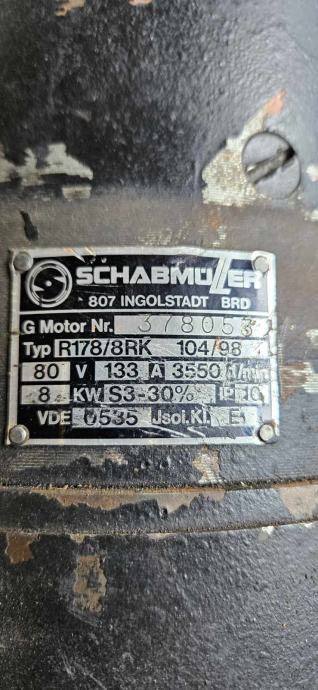 SCHABMÜLLER
807 INGOLSTADT BRD
G Motor Nr. 378053
Typ R178/8RK 104/98
80 V 133 A 3550 1/min
8 KW S3-30% IP 10
VDE 0535 Jsol.Kl. E